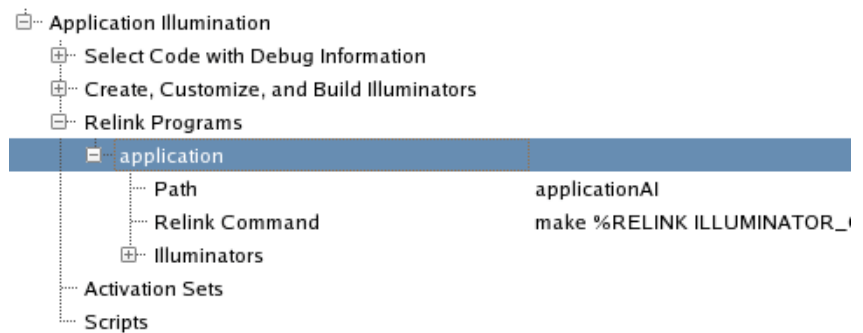 Application Illumination
Select Code with Debug Information
Create, Customize, and Build Illuminators
Relink Programs
application
Path applicationAI
Relink Command make %RELINK ILLUMINATOR_
Illuminators
Activation Sets
Scripts